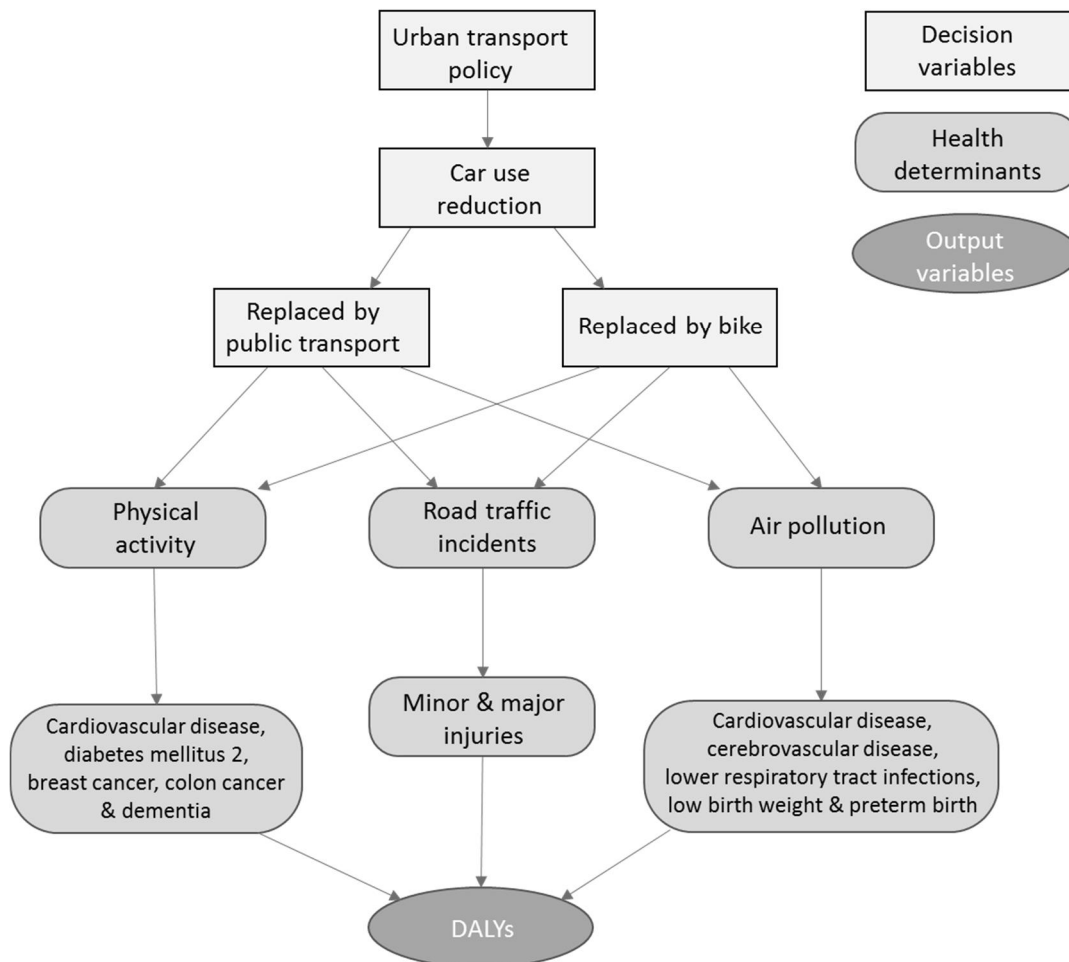 Urban transport
policy
Decision
variables
Car use
reduction
Health
determinants
Output
variables
Replaced by
public transport
Replaced by bike
Physical
activity
Road traffic
incidents
Air pollution
Cardiovascular disease,
diabetes mellitus 2,
breast cancer, colon cancer
& dementia
Minor & major
injuries
Cardiovascular disease,
cerebrovascular disease,
lower respiratory tract infections,
low birth weight & preterm birth
DALYs